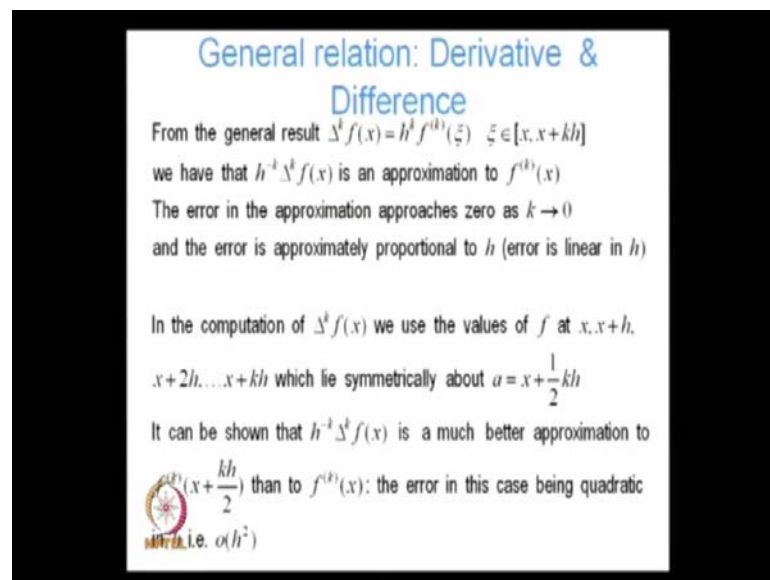 General relation: Derivative &
Difference
From the general result Δ^k f(x) = h^k f^(k)(ξ)  ξ ∈ [x, x + kh]
we have that h^-k Δ^k f(x) is an approximation to f^(k)(x)
The error in the approximation approaches zero as k → 0
and the error is approximately proportional to h (error is linear in h)
In the computation of Δ^k f(x) we use the values of f at x, x + h,
x + 2h, ... x + kh which lie symmetrically about a = x + 1/2 kh
It can be shown that h^-k Δ^k f(x) is a much better approximation to
f^(k)(x + kh/2) than to f^(k)(x): the error in this case being quadratic
in i.e. o(h^2)